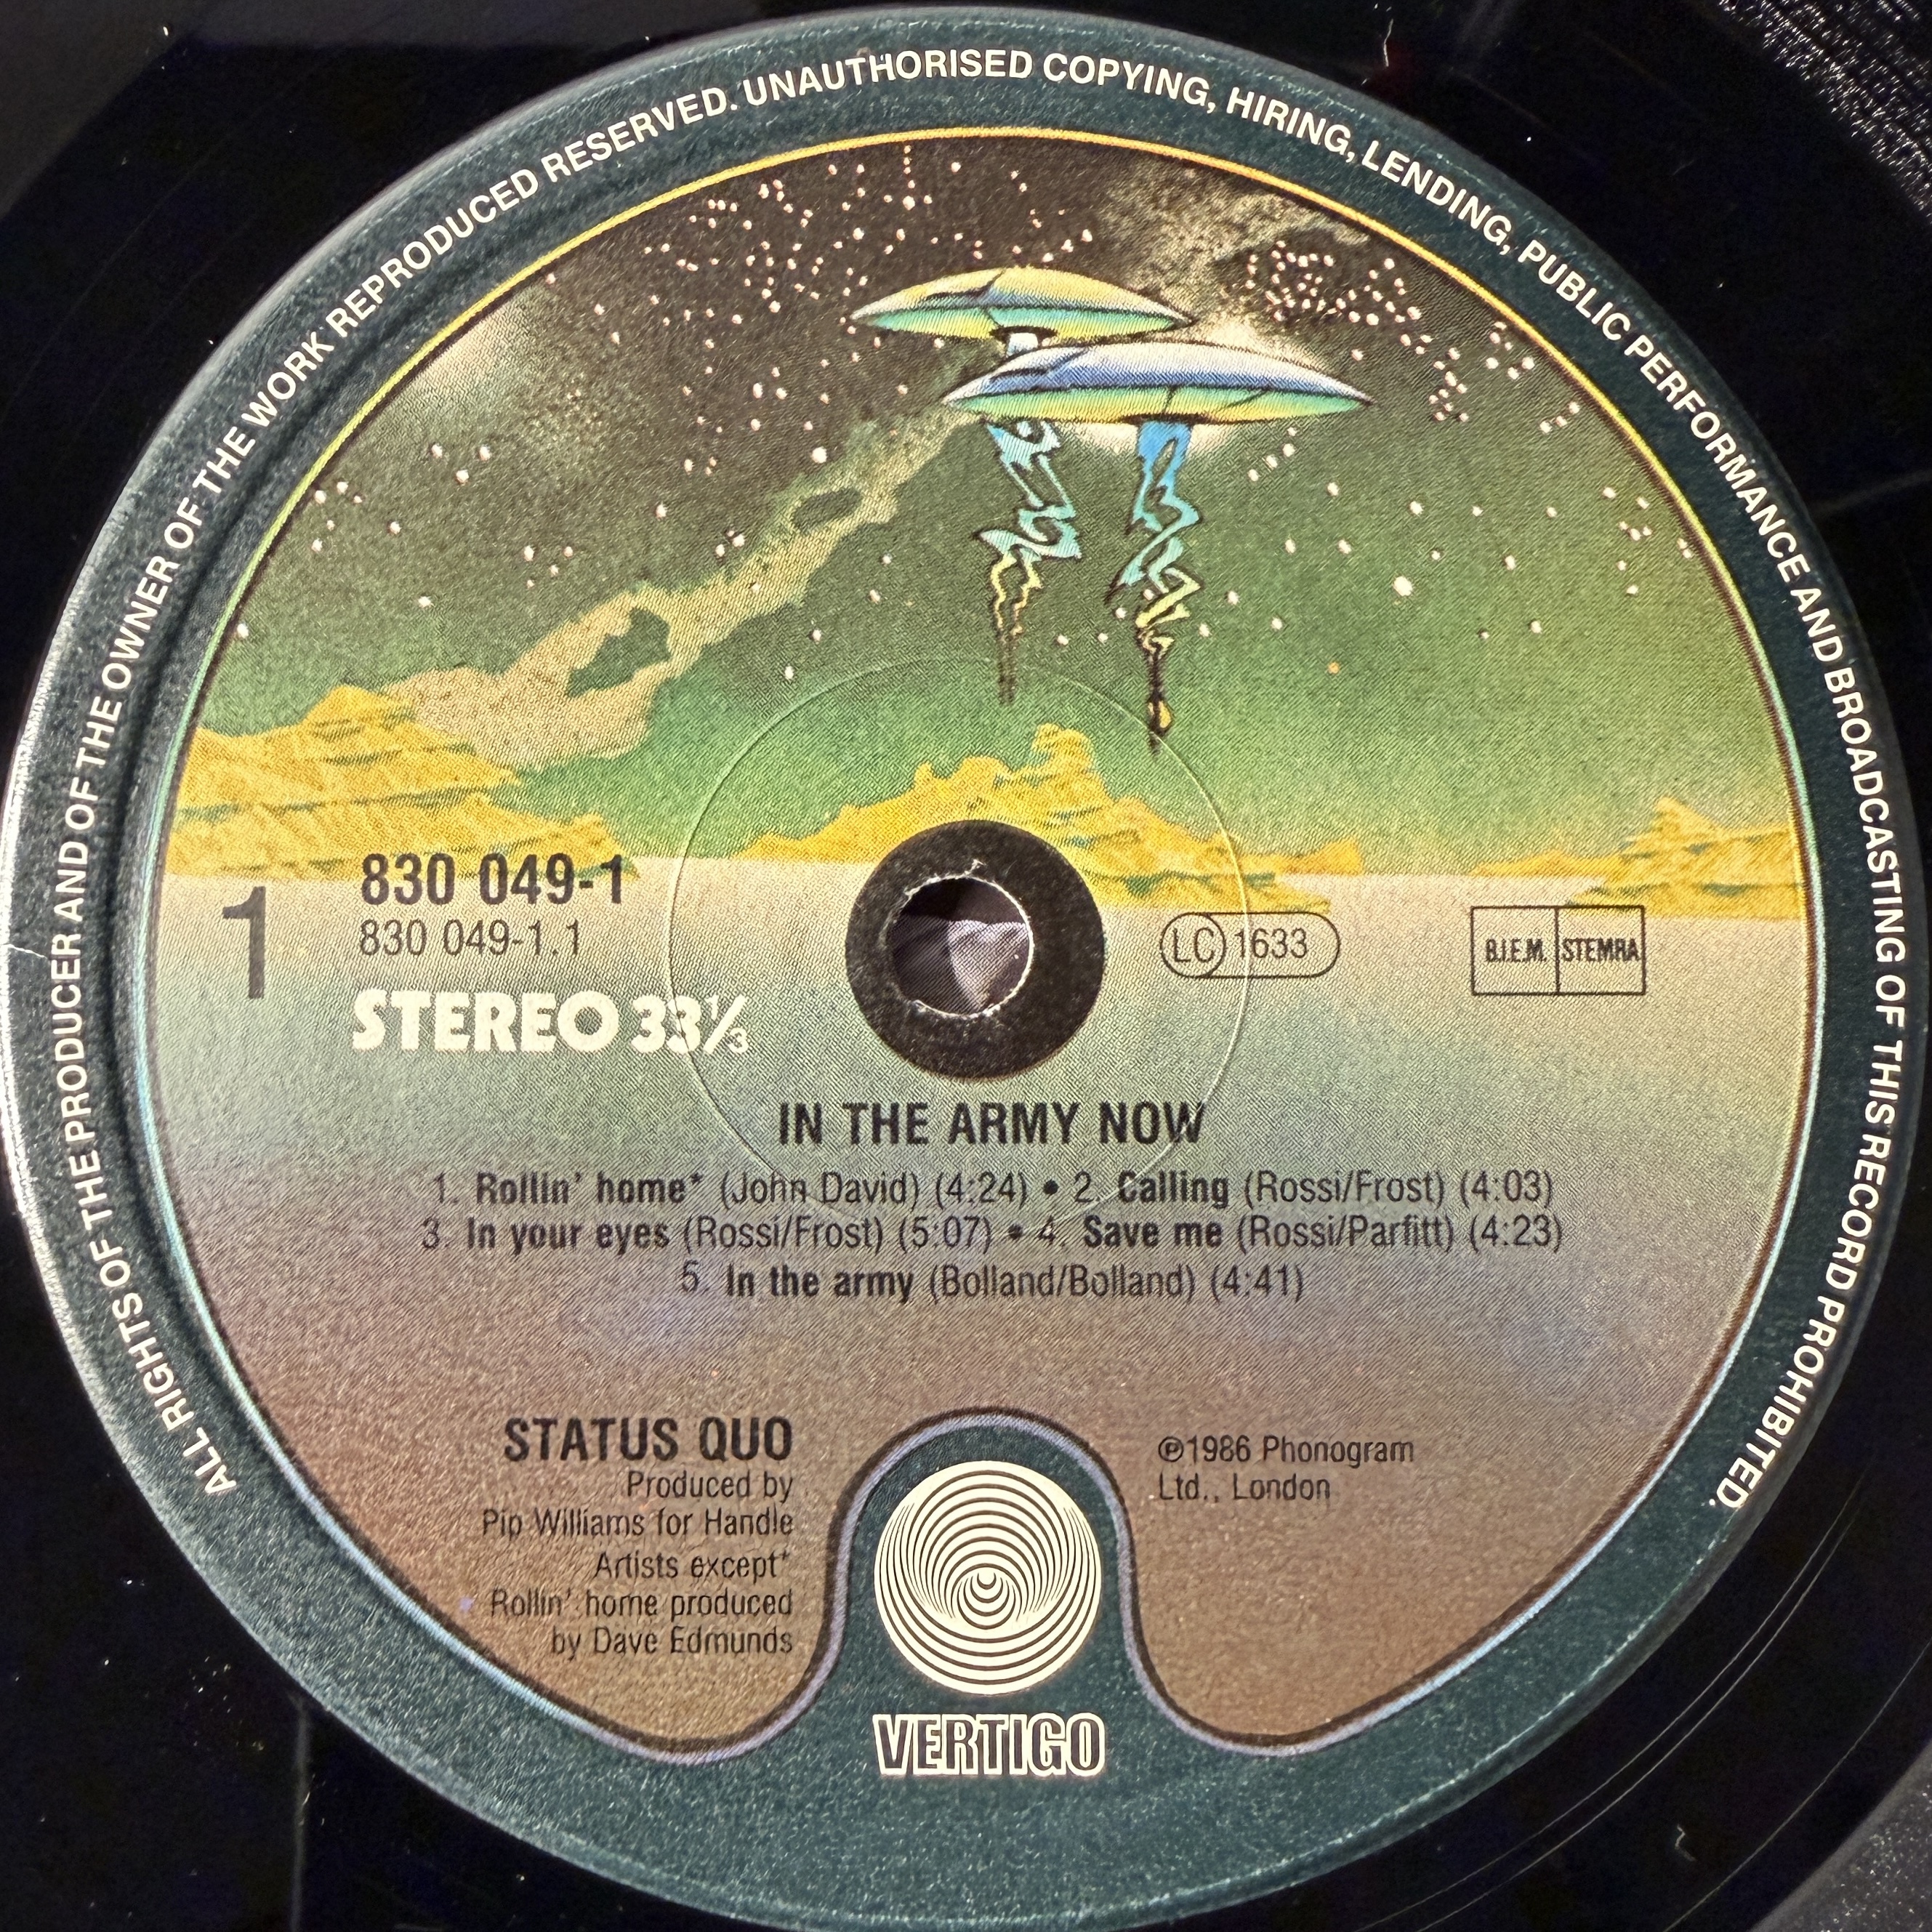 ALL RIGHTS OF THE PRODUCER AND OF THE OWNER OF THE WORK REPRODUCED RESERVED. UNAUTHORISED COPYING, HIRING, LENDING, PUBLIC PERFORMANCE AND BROADCASTING OF THIS RECORD PROHIBITED.
1
830 049-1
830 049-1.1
STEREO 33⅓
LC 1633
B.I.E.M. STEMRA
IN THE ARMY NOW
1. Rollin' home* (John David) (4:24) • 2. Calling (Rossi/Frost) (4:03)
3. In your eyes (Rossi/Frost) (5:07) • 4. Save me (Rossi/Parfitt) (4:23)
5. In the army (Bolland/Bolland) (4:41)
STATUS QUO
Produced by
Pip Williams for Handle
Artists except*
Rollin' home produced
by Dave Edmunds
℗1986 Phonogram
Ltd., London
VERTIGO